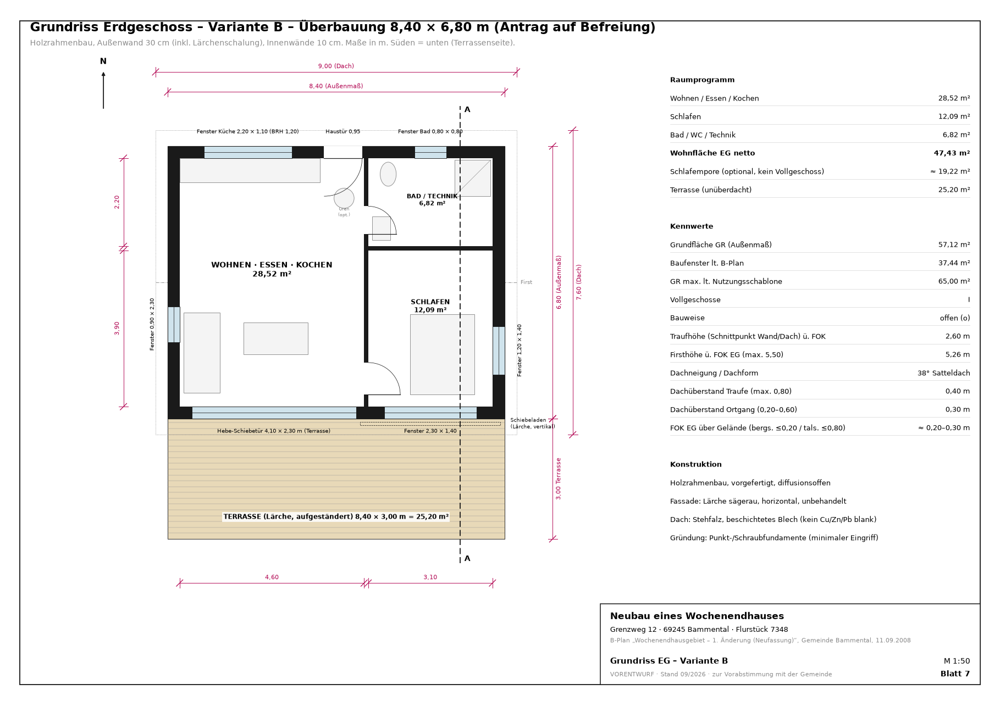 Grundriss Erdgeschoss – Variante B – Überbauung 8,40 × 6,80 m (Antrag auf Befreiung)
Holzrahmenbau, Außenwand 30 cm (inkl. Lärchenschalung), Innenwände 10 cm. Maße in m. Süden = unten (Terrassenseite).
N
9,00 (Dach)
8,40 (Außenmaß)
A
Fenster Küche 2,20 × 1,10 (BRH 1,20)
Haustür 0,95
Fenster Bad 0,80 × 0,80
2,20
BAD / TECHNIK
6,82 m²
Ofen
(opt.)
WOHNEN · ESSEN · KOCHEN
28,52 m²
First
6,80 (Außenmaß)
7,60 (Dach)
SCHLAFEN
12,09 m²
3,90
Fenster 0,90 × 2,30
Fenster 1,20 × 1,40
Schiebeladen
(Lärche, vertikal)
Hebe-Schiebetür 4,10 × 2,30 m (Terrasse)
Fenster 2,30 × 1,40
3,00 Terrasse
TERRASSE (Lärche, aufgeständert) 8,40 × 3,00 m = 25,20 m²
A
4,60
3,10
Raumprogramm
Wohnen / Essen / Kochen 28,52 m²
Schlafen 12,09 m²
Bad / WC / Technik 6,82 m²
Wohnfläche EG netto 47,43 m²
Schlafempore (optional, kein Vollgeschoss) ≈ 19,22 m²
Terrasse (unüberdacht) 25,20 m²
Kennwerte
Grundfläche GR (Außenmaß) 57,12 m²
Baufenster lt. B-Plan 37,44 m²
GR max. lt. Nutzungsschablone 65,00 m²
Vollgeschosse I
Bauweise offen (o)
Traufhöhe (Schnittpunkt Wand/Dach) ü. FOK 2,60 m
Firsthöhe ü. FOK EG (max. 5,50) 5,26 m
Dachneigung / Dachform 38° Satteldach
Dachüberstand Traufe (max. 0,80) 0,40 m
Dachüberstand Ortgang (0,20–0,60) 0,30 m
FOK EG über Gelände (bergs. ≤0,20 / tals. ≤0,80) ≈ 0,20–0,30 m
Konstruktion
Holzrahmenbau, vorgefertigt, diffusionsoffen
Fassade: Lärche sägerau, horizontal, unbehandelt
Dach: Stehfalz, beschichtetes Blech (kein Cu/Zn/Pb blank)
Gründung: Punkt-/Schraubfundamente (minimaler Eingriff)
Neubau eines Wochenendhauses
Grenzweg 12 · 69245 Bammental · Flurstück 7348
B-Plan „Wochenendhausgebiet – 1. Änderung (Neufassung)“, Gemeinde Bammental, 11.09.2008
Grundriss EG – Variante B M 1:50
VORENTWURF · Stand 09/2026 · zur Vorabstimmung mit der Gemeinde Blatt 7